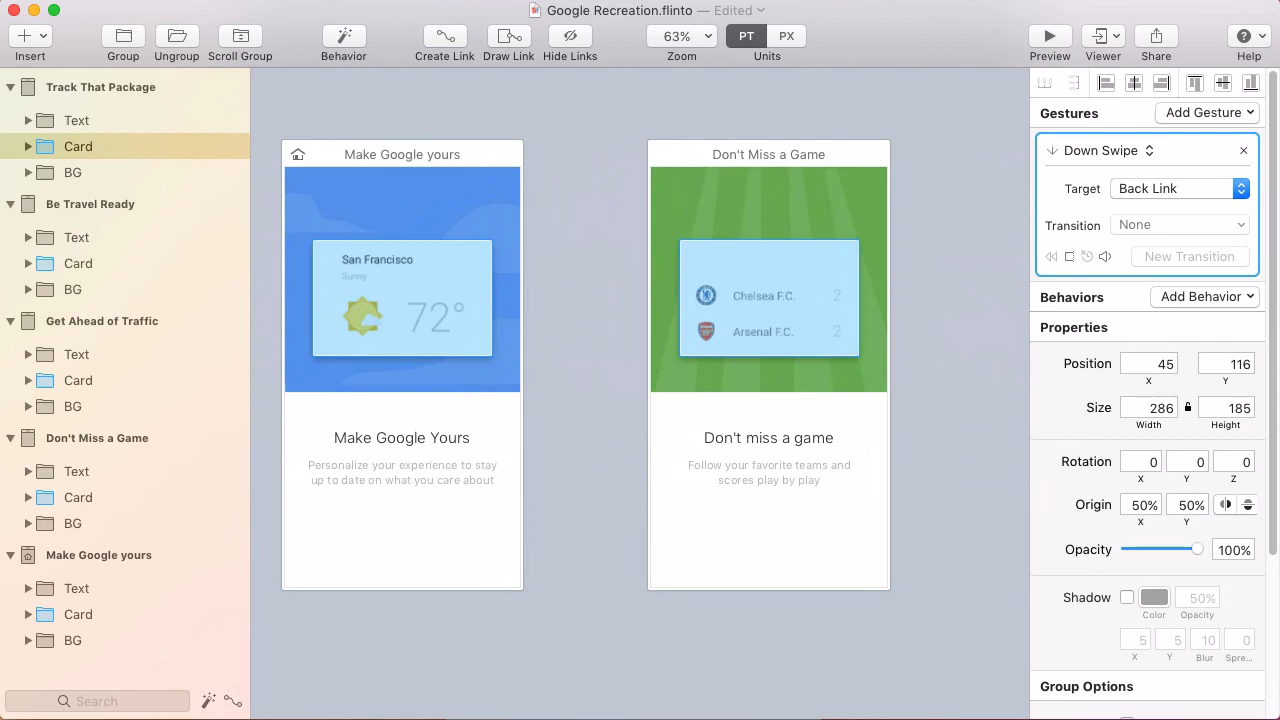 Google Recreation.flinto — Edited
Insert
Group
Ungroup
Scroll Group
Behavior
Create Link
Draw Link
Hide Links
63%
Zoom
PT
PX
Units
Preview
Viewer
Share
Help
Track That Package
Text
Card
BG
Be Travel Ready
Text
Card
BG
Get Ahead of Traffic
Text
Card
BG
Don't Miss a Game
Text
Card
BG
Make Google yours
Text
Card
BG
Search
Make Google yours
San Francisco
Sunny
72°
Make Google Yours
Personalize your experience to stay
up to date on what you care about
Don't Miss a Game
Chelsea F.C. 2
Arsenal F.C. 2
Don't miss a game
Follow your favorite teams and
scores play by play
Gestures
Add Gesture
Down Swipe
Target Back Link
Transition None
New Transition
Behaviors
Add Behavior
Properties
Position 45 116
X Y
Size 286 185
Width Height
Rotation 0 0 0
X Y Z
Origin 50% 50%
X Y
Opacity 100%
Shadow 50%
Color Opacity
5 5 10 0
X Y Blur Spre...
Group Options